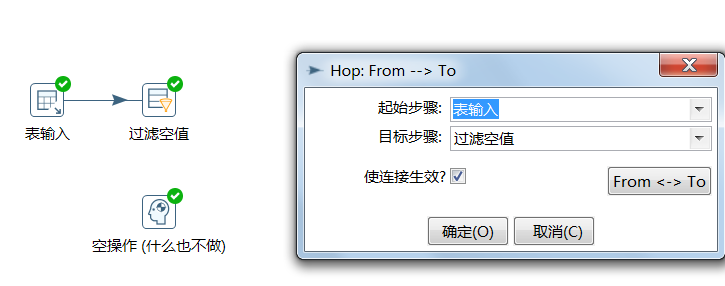 表输入
过滤空值
空操作 (什么也不做)
Hop: From --> To
起始步骤:
表输入
目标步骤:
过滤空值
使连接生效?
From <-> To
确定(O)
取消(C)